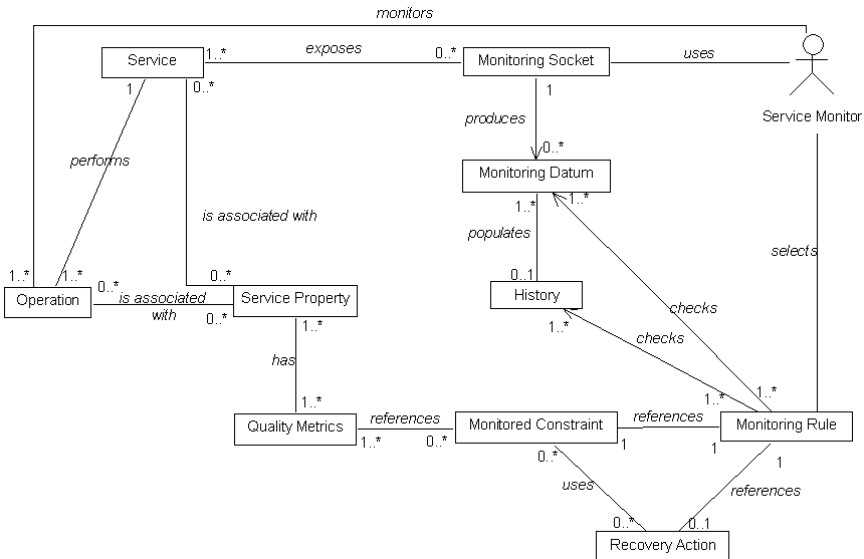 monitors
Service
1..*
exposes
0..*
Monitoring Socket
uses
1
0..*
1
Service Monitor
produces
performs
0..*
Monitoring Datum
1..*
1..*
is associated with
populates
selects
1..*
1..*
0..*
0..*
0..1
Operation
is associated
with
0..*
Service Property
History
checks
1..*
1..*
checks
has
1..*
1..*
1..*
Quality Metrics
references
Monitored Constraint
references
Monitoring Rule
1..*
0..*
1
1
0..*
1
uses
references
0..*
0..1
Recovery Action